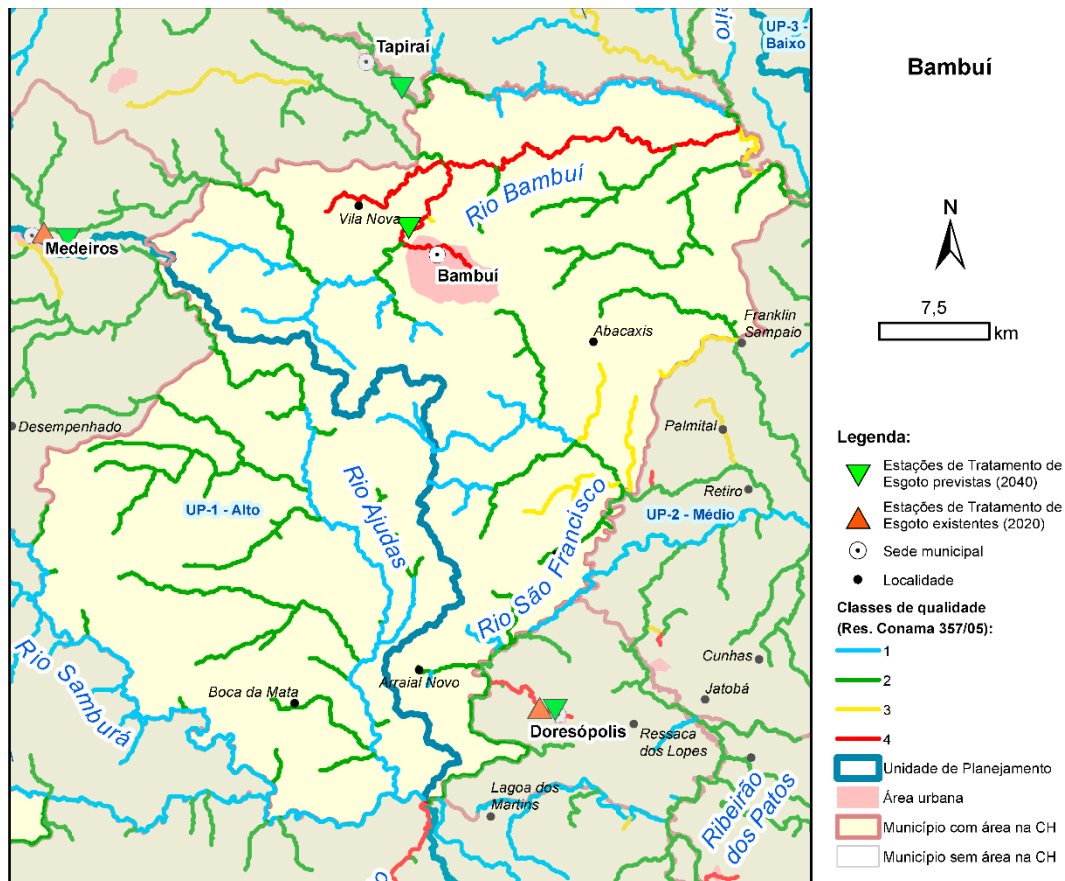 UP-3 -
Baixo
eiro
Tapiraí
Bambuí
Rio Bambuí
Vila Nova
Medeiros
Bambuí
N
7,5
km
Franklin
Sampaio
Abacaxis
Desempenhado
Palmital
Rio Ajudas
Retiro
UP-1 - Alto
UP-2 - Médio
Rio São Francisco
Rio Samburá
Cunhas
Arraial Novo
Boca da Mata
Jatobá
Doresópolis
Ressaca
dos Lopes
Lagoa dos
Martins
Ribeirão
dos Patos
o
Legenda:
Estações de Tratamento de
Esgoto previstas (2040)
Estações de Tratamento de
Esgoto existentes (2020)
Sede municipal
Localidade
Classes de qualidade
(Res. Conama 357/05):
1
2
3
4
Unidade de Planejamento
Área urbana
Município com área na CH
Município sem área na CH